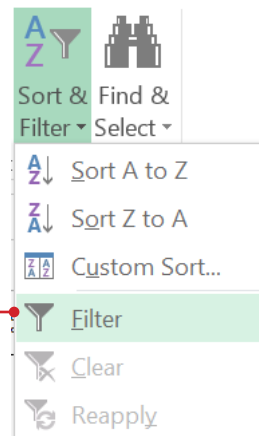 Sort & Find &
Filter Select
Sort A to Z
Sort Z to A
Custom Sort...
Filter
Clear
Reapply